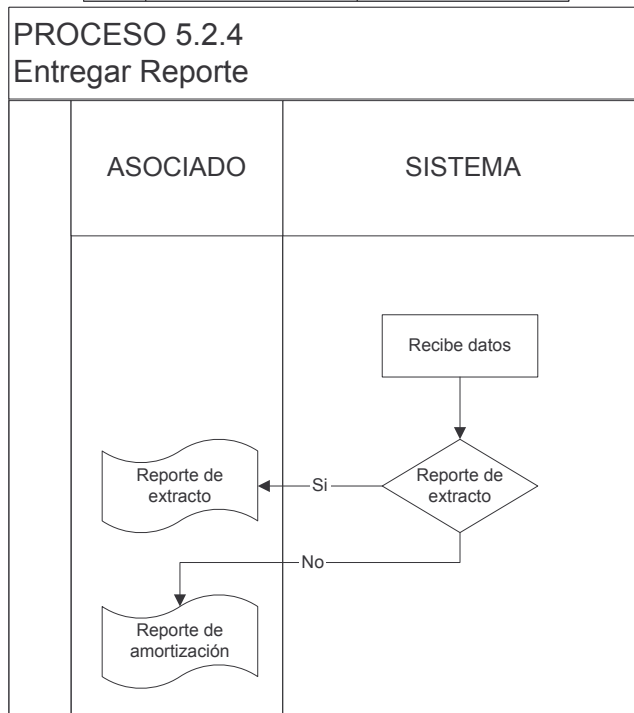 PROCESO 5.2.4
Entregar Reporte
ASOCIADO
SISTEMA
Recibe datos
Reporte de
extracto
Si
Reporte de
extracto
No
Reporte de
amortización